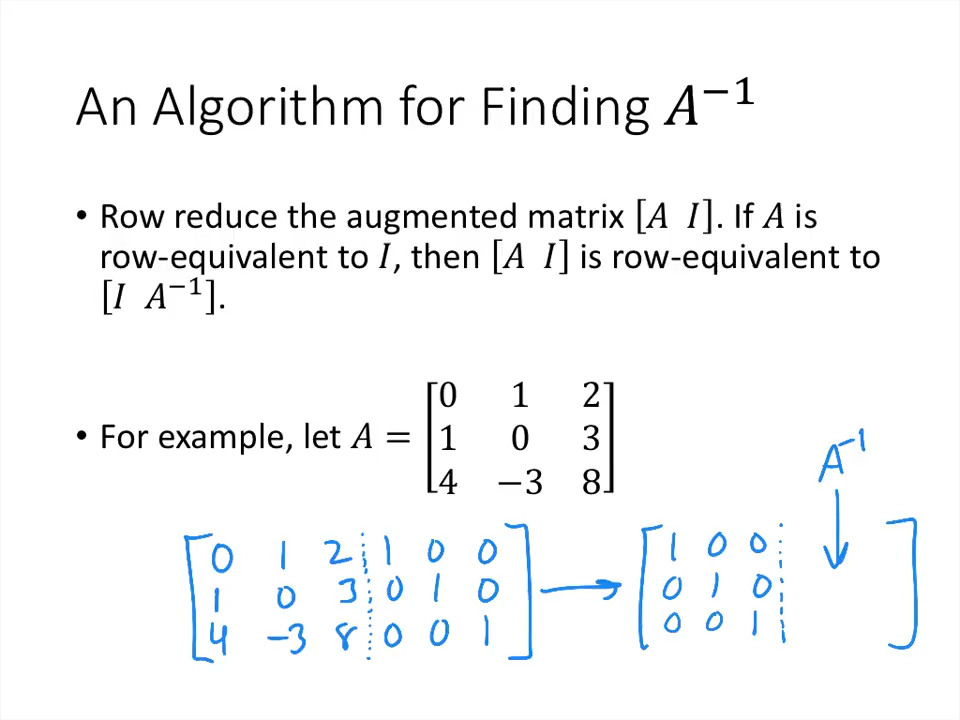 An Algorithm for Finding A⁻¹
• Row reduce the augmented matrix [A I]. If A is
row-equivalent to I, then [A I] is row-equivalent to
[I A⁻¹].
• For example, let A = [0 1 2
1 0 3
4 −3 8]
A⁻¹
[0 1 2 ⋮ 1 0 0 → [1 0 0 ⋮ ]
1 0 3 ⋮ 0 1 0 0 1 0 ⋮
4 -3 8 ⋮ 0 0 1] 0 0 1 ⋮